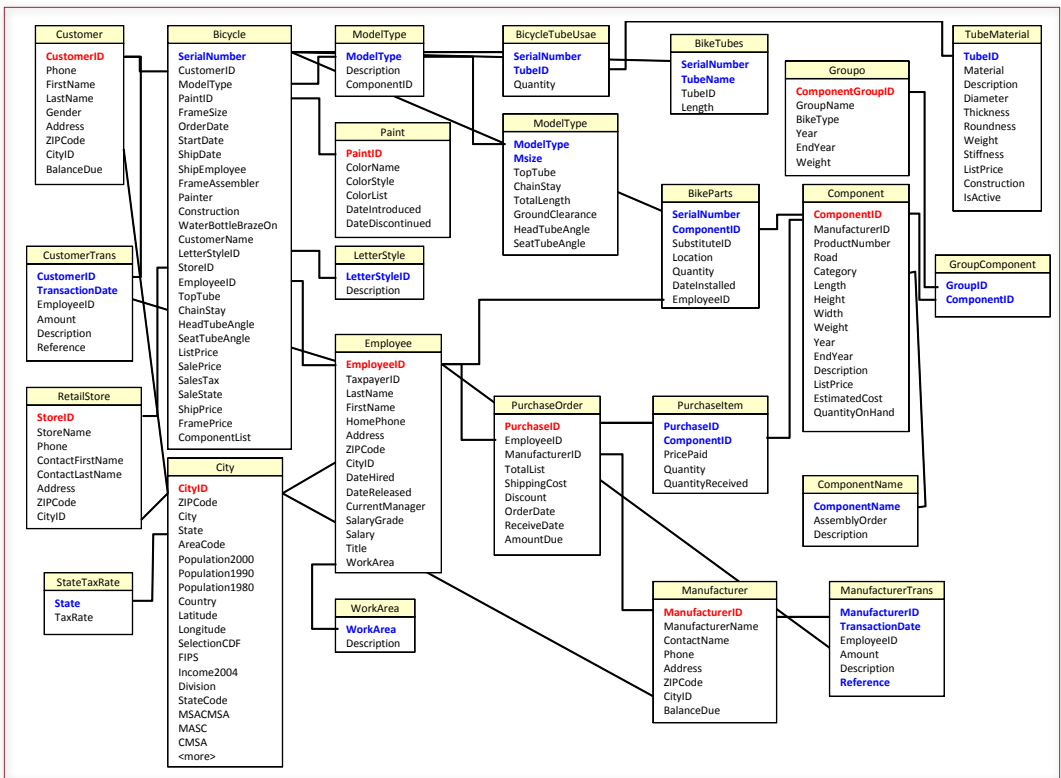 Customer
CustomerID
Phone
FirstName
LastName
Gender
Address
ZIPCode
CityID
BalanceDue
Bicycle
SerialNumber
CustomerID
ModelType
PaintID
FrameSize
OrderDate
StartDate
ShipDate
ShipEmployee
FrameAssembler
Painter
Construction
WaterBottleBrazeOn
CustomerName
LetterStyleID
StoreID
EmployeeID
TopTube
ChainStay
HeadTubeAngle
SeatTubeAngle
ListPrice
SalePrice
SalesTax
SaleState
ShipPrice
FramePrice
ComponentList
ModelType
ModelType
Description
ComponentID
BicycleTubeUsae
SerialNumber
TubeID
Quantity
BikeTubes
SerialNumber
TubeName
TubeID
Length
Groupo
ComponentGroupID
GroupName
BikeType
Year
EndYear
Weight
TubeMaterial
TubeID
Material
Description
Diameter
Thickness
Roundness
Weight
Stiffness
ListPrice
Construction
IsActive
Paint
PaintID
ColorName
ColorStyle
ColorList
DateIntroduced
DateDiscontinued
ModelType
ModelType
Msize
TopTube
ChainStay
TotalLength
GroundClearance
HeadTubeAngle
SeatTubeAngle
BikeParts
SerialNumber
ComponentID
SubstituteID
Location
Quantity
DateInstalled
EmployeeID
Component
ComponentID
ManufacturerID
ProductNumber
Road
Category
Length
Height
Width
Weight
Year
EndYear
Description
ListPrice
EstimatedCost
QuantityOnHand
GroupComponent
GroupID
ComponentID
CustomerTrans
CustomerID
TransactionDate
EmployeeID
Amount
Description
Reference
LetterStyle
LetterStyleID
Description
Employee
EmployeeID
TaxpayerID
LastName
FirstName
HomePhone
Address
ZIPCode
CityID
DateHired
DateReleased
CurrentManager
SalaryGrade
Salary
Title
WorkArea
RetailStore
StoreID
StoreName
Phone
ContactFirstName
ContactLastName
Address
ZIPCode
CityID
PurchaseOrder
PurchaseID
EmployeeID
ManufacturerID
TotalList
ShippingCost
Discount
OrderDate
ReceiveDate
AmountDue
PurchaseItem
PurchaseID
ComponentID
PricePaid
Quantity
QuantityReceived
City
CityID
ZIPCode
City
State
AreaCode
Population2000
Population1990
Population1980
Country
Latitude
Longitude
SelectionCDF
FIPS
Income2004
Division
StateCode
MSACMSA
MASC
CMSA
<more>
ComponentName
ComponentName
AssemblyOrder
Description
StateTaxRate
State
TaxRate
WorkArea
WorkArea
Description
Manufacturer
ManufacturerID
ManufacturerName
ContactName
Phone
Address
ZIPCode
CityID
BalanceDue
ManufacturerTrans
ManufacturerID
TransactionDate
EmployeeID
Amount
Description
Reference